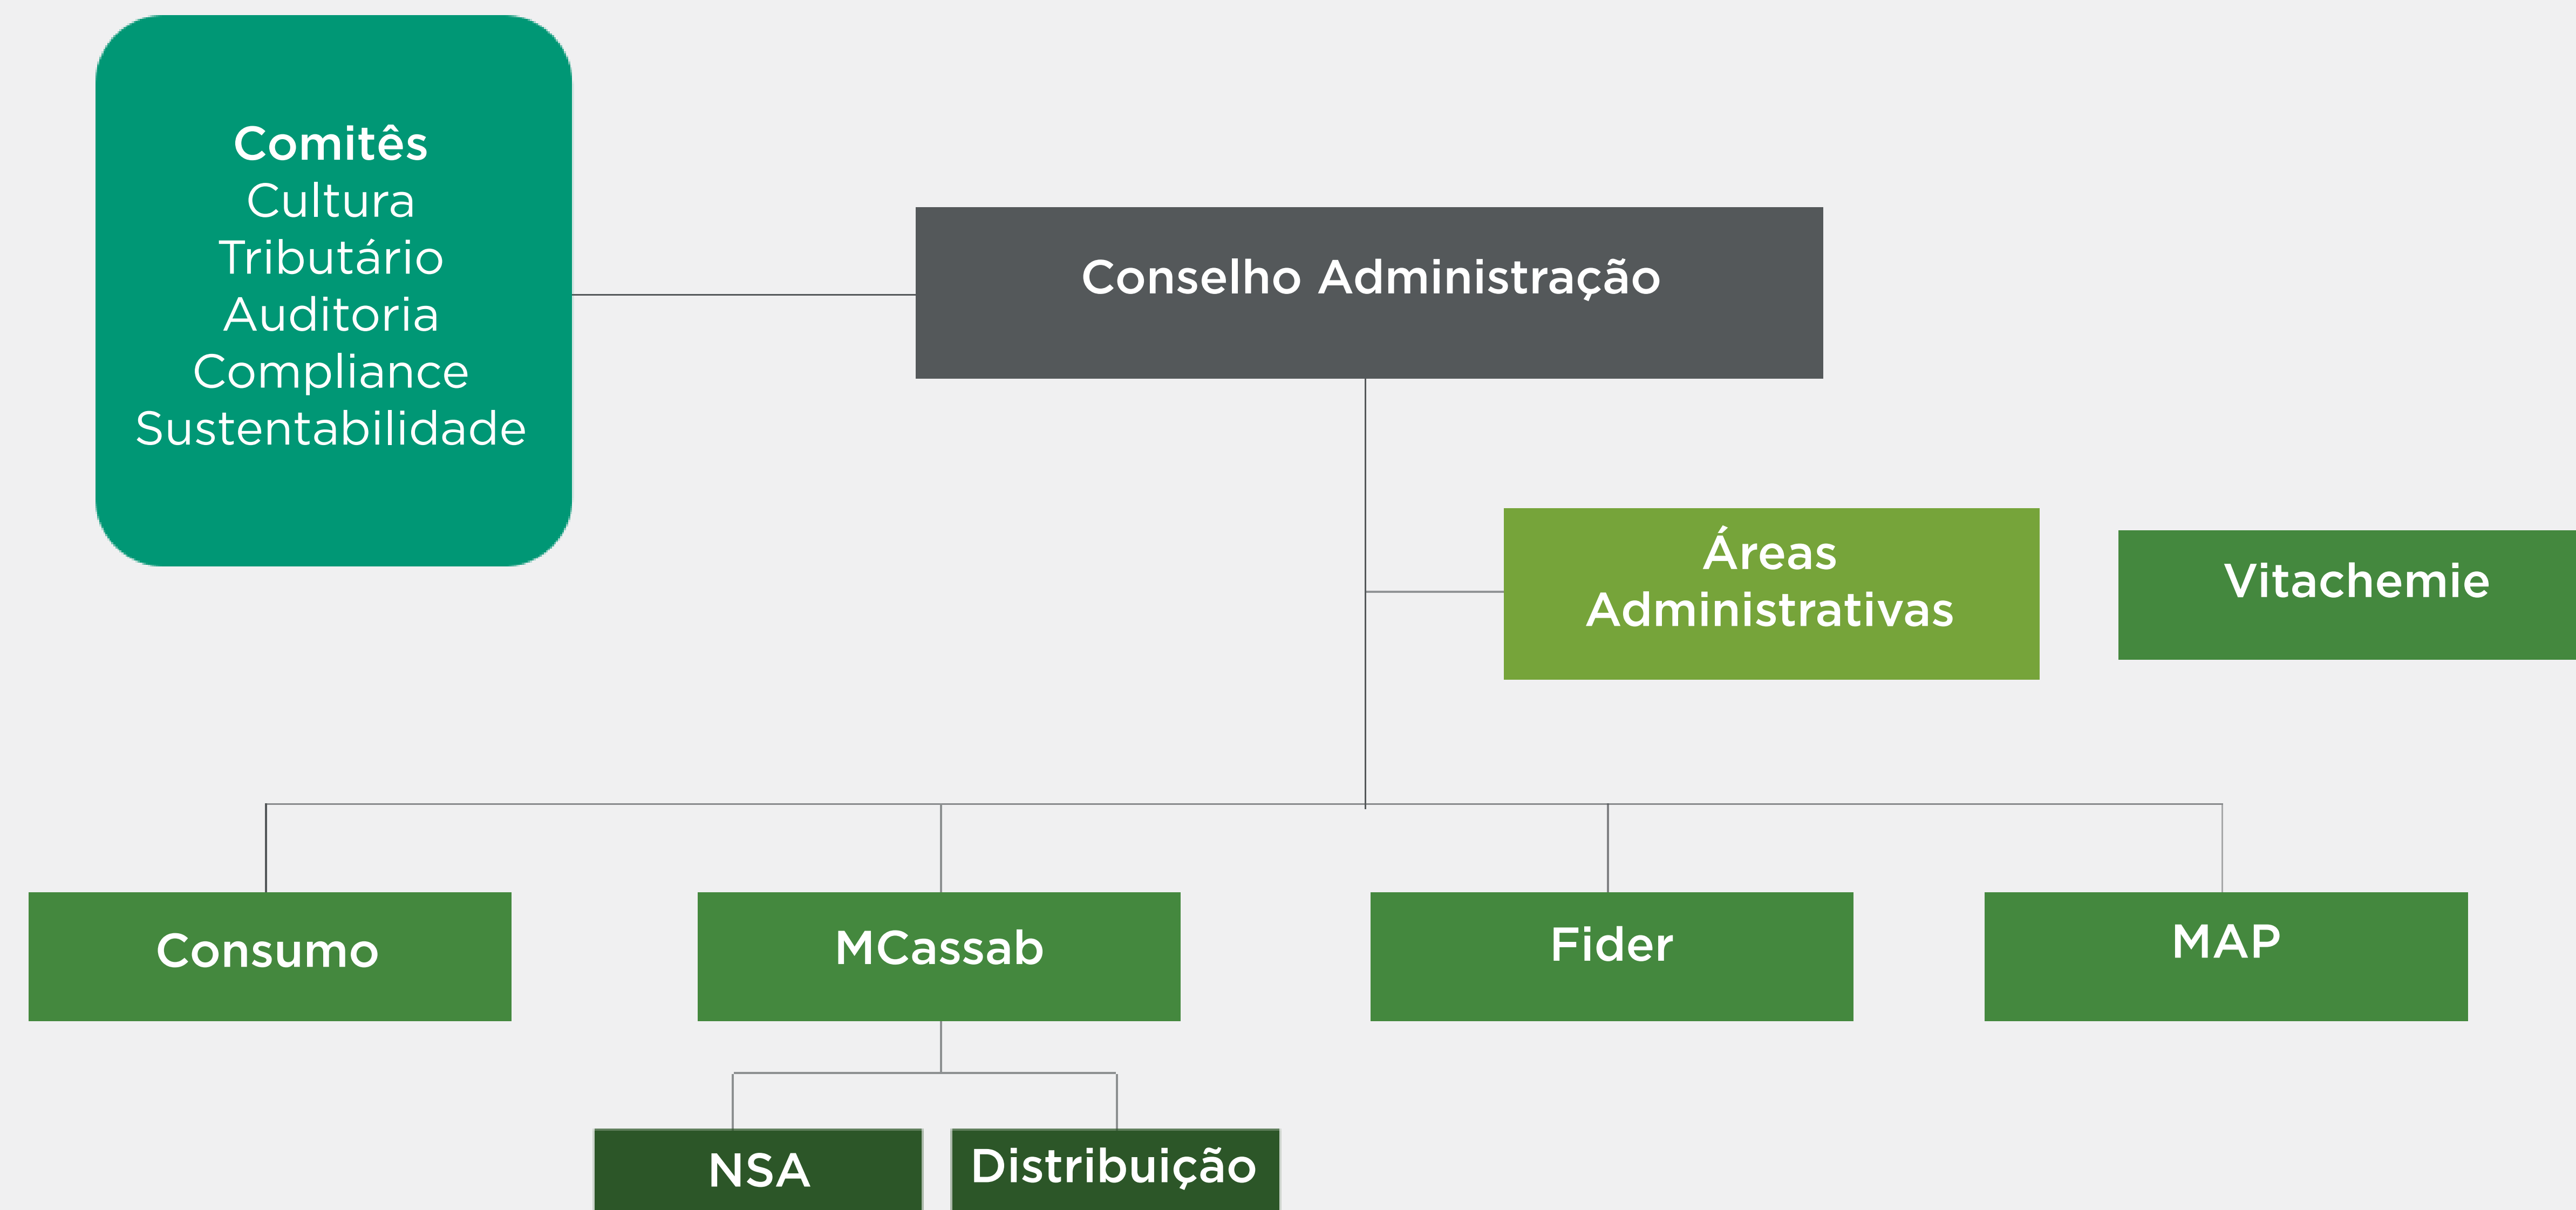 Comitês
Cultura
Tributário
Auditoria
Compliance
Sustentabilidade
Conselho Administração
Áreas
Administrativas
Vitachemie
Consumo
MCassab
Fider
MAP
NSA
Distribuição